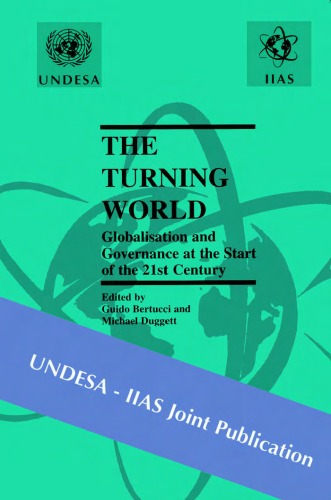 UNDESA
IIAS
THE
TURNING
WORLD
Globalisation and
Governance at the Start
of the 21st Century
Edited by
Guido Bertucci and
Michael Duggett
UNDESA - IIAS Joint Publication